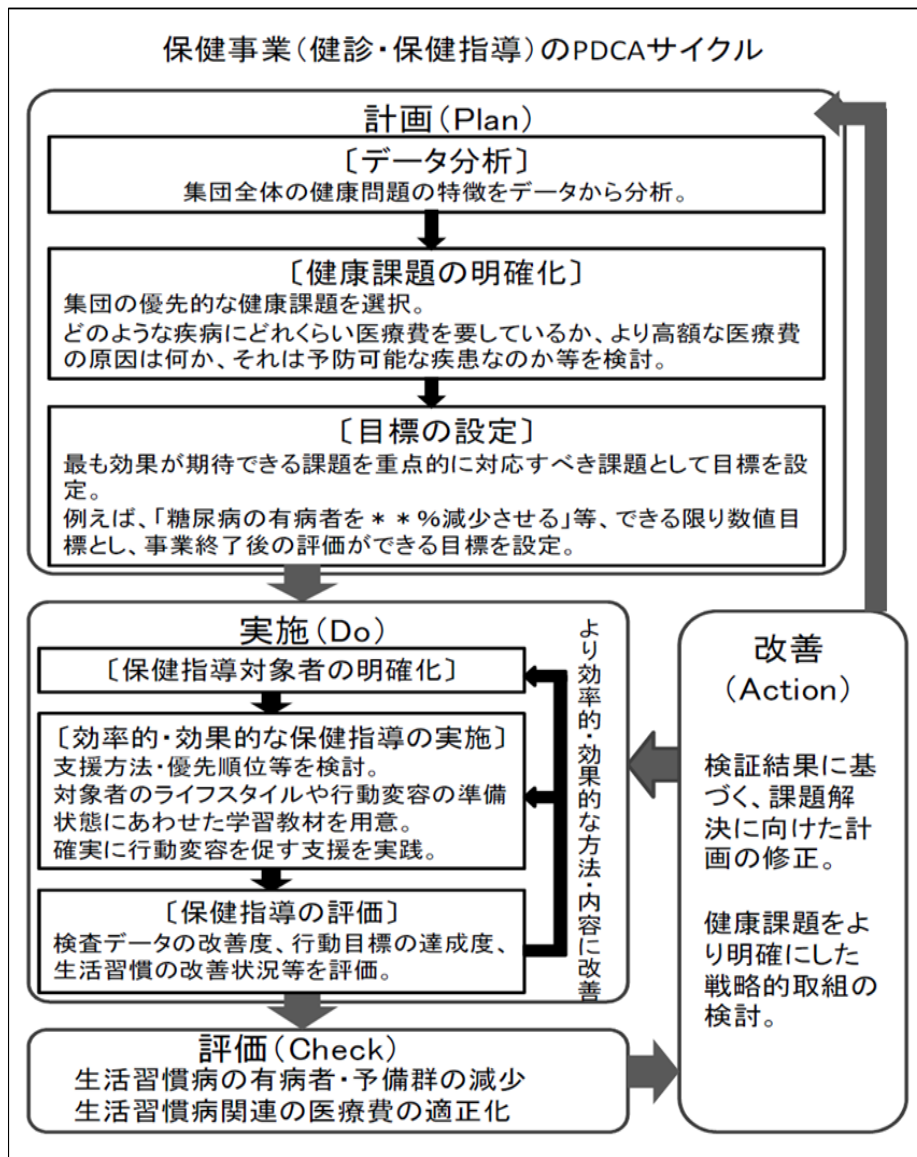 保健事業(健診・保健指導)のPDCAサイクル
計画(Plan)
〔データ分析〕
集団全体の健康問題の特徴をデータから分析。
〔健康課題の明確化〕
集団の優先的な健康課題を選択。
どのような疾病にどれくらい医療費を要しているか、より高額な医療費
の原因は何か、それは予防可能な疾患なのか等を検討。
〔目標の設定〕
最も効果が期待できる課題を重点的に対応すべき課題として目標を設
定。
例えば、「糖尿病の有病者を＊＊%減少させる」等、できる限り数値目
標とし、事業終了後の評価ができる目標を設定。
実施(Do)
〔保健指導対象者の明確化〕
〔効率的・効果的な保健指導の実施〕
支援方法・優先順位等を検討。
対象者のライフスタイルや行動変容の準備
状態にあわせた学習教材を用意。
確実に行動変容を促す支援を実践。
〔保健指導の評価〕
検査データの改善度、行動目標の達成度、
生活習慣の改善状況等を評価。
より効率的・効果的な方法・内容に改善
評価(Check)
生活習慣病の有病者・予備群の減少
生活習慣病関連の医療費の適正化
改善
(Action)
検証結果に基
づく、課題解
決に向けた計
画の修正。
健康課題をよ
り明確にした
戦略的取組の
検討。